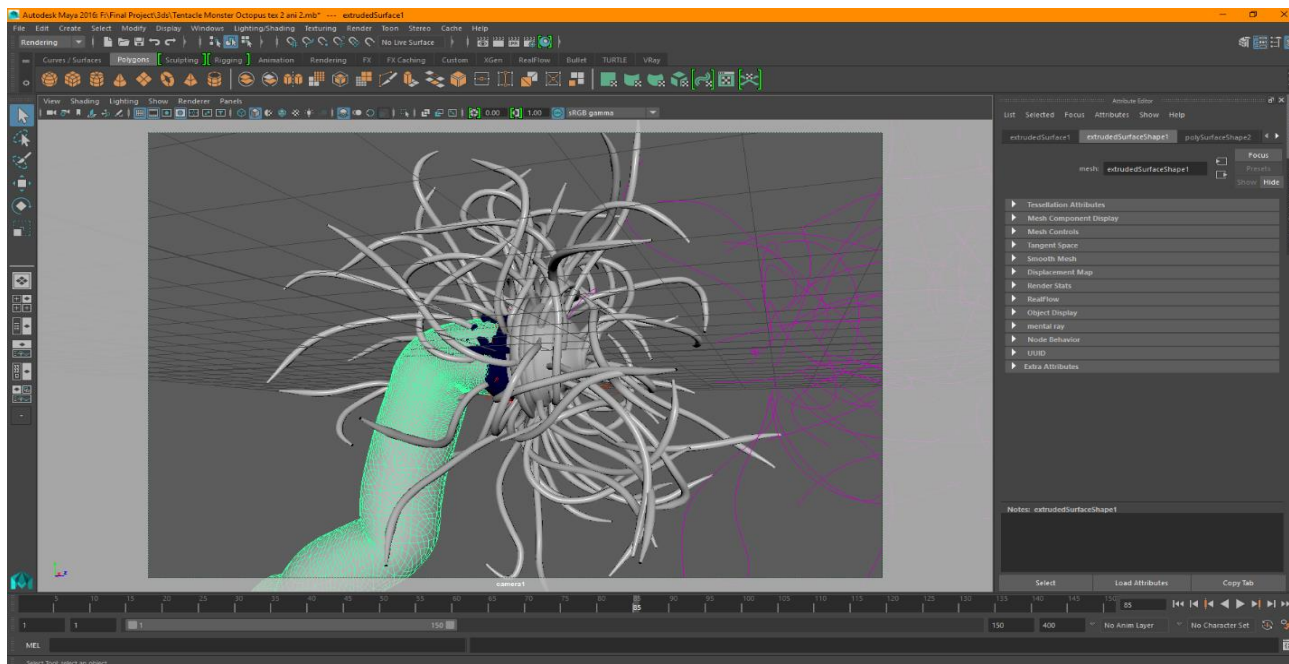 Autodesk Maya 2016: F:\Final Project\3ds\Tentacle Monster Octopus tex 2 ani 2.mb* --- extrudedSurface1
File Edit Create Select Modify Display Windows Lighting/Shading Texturing Render Toon Stereo Cache Help
Rendering No Live Surface
Curves / Surfaces Polygons Sculpting Rigging Animation Rendering FX FX Caching Custom XGen RealFlow Bullet TURTLE VRay
View Shading Lighting Show Renderer Panels
0.00 1.00 sRGB gamma
camera1
Attribute Editor
List Selected Focus Attributes Show Help
extrudedSurface1 extrudedSurfaceShape1 polySurfaceShape2
Focus
mesh: extrudedSurfaceShape1 Presets
Show Hide
Tessellation Attributes
Mesh Component Display
Mesh Controls
Tangent Space
Smooth Mesh
Displacement Map
Render Stats
RealFlow
Object Display
mental ray
Node Behavior
UUID
Extra Attributes
Notes: extrudedSurfaceShape1
Select Load Attributes Copy Tab
5 10 15 20 25 30 35 40 45 50 55 60 65 70 75 80 85 90 95 100 105 110 115 120 125 130 135 140 145 150 85
85
1 1 1 150 150 400 No Anim Layer No Character Set
MEL
Select Tool: select an object